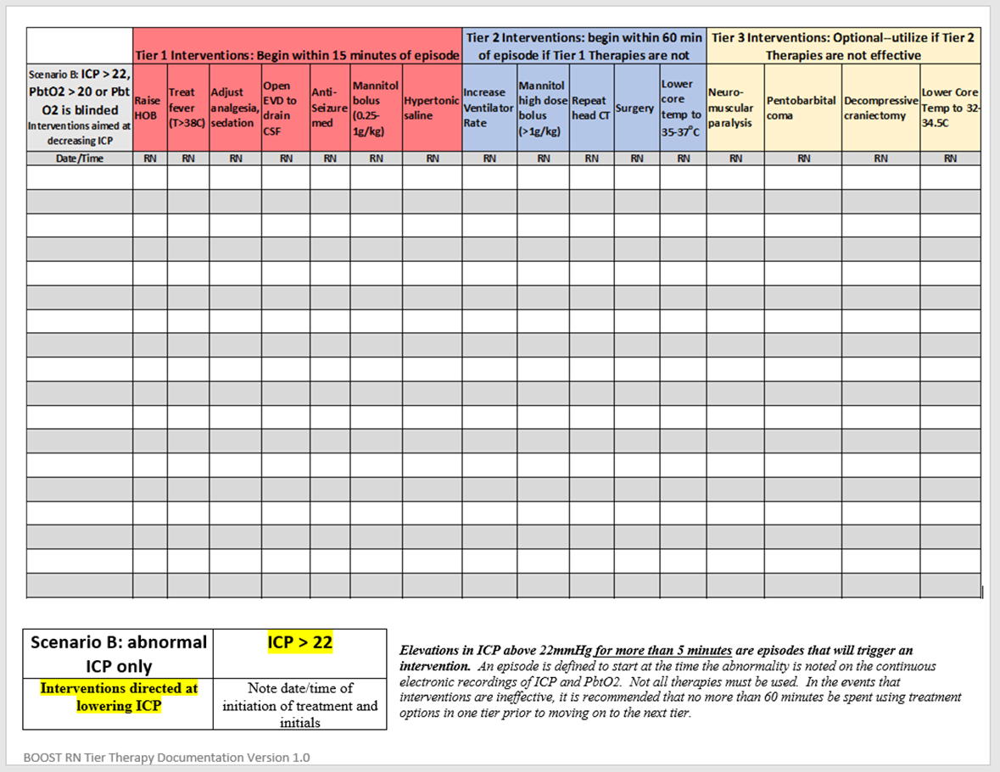 Tier 1 Interventions: Begin within 15 minutes of episode
Tier 2 Interventions: begin within 60 min
of episode if Tier 1 Therapies are not
Tier 3 Interventions: Optional--utilize if Tier 2
Therapies are not effective
Scenario B: ICP > 22,
PbtO2 > 20 or Pbt
O2 is blinded
Interventions aimed at
decreasing ICP
Raise
HOB
Treat
fever
(T>38C)
Adjust
analgesia,
sedation
Open
EVD to
drain
CSF
Anti-
Seizure
med
Mannitol
bolus
(0.25-
1g/kg)
Hypertonic
saline
Increase
Ventilator
Rate
Mannitol
high dose
bolus
(>1g/kg)
Repeat
head CT
Surgery
Lower
core
temp to
35-37°C
Neuro-
muscular
paralysis
Pentobarbital
coma
Decompressive
craniectomy
Lower Core
Temp to 32-
34.5C
Date/Time RN RN RN RN RN RN RN RN RN RN RN RN RN RN RN RN
Scenario B: abnormal
ICP only
ICP > 22
Interventions directed at
lowering ICP
Note date/time of
initiation of treatment and
initials
Elevations in ICP above 22mmHg for more than 5 minutes are episodes that will trigger an
intervention. An episode is defined to start at the time the abnormality is noted on the continuous
electronic recordings of ICP and PbtO2. Not all therapies must be used. In the events that
interventions are ineffective, it is recommended that no more than 60 minutes be spent using treatment
options in one tier prior to moving on to the next tier.
BOOST RN Tier Therapy Documentation Version 1.0